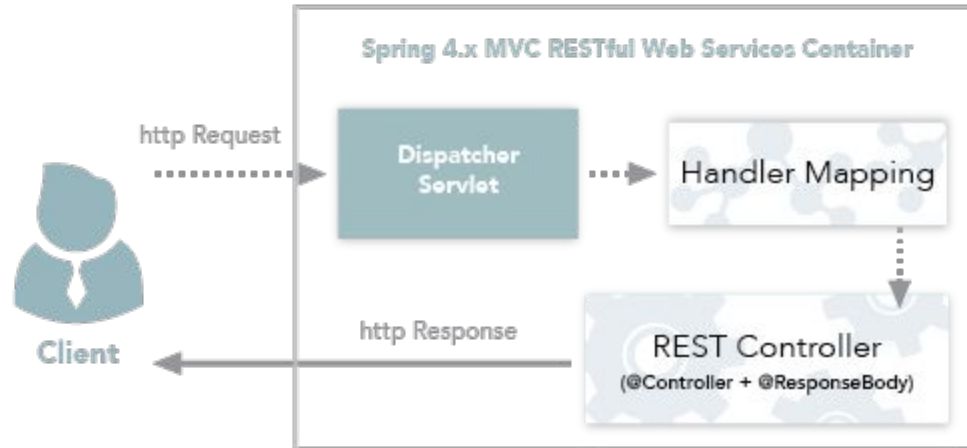 Spring 4.x MVC RESTful Web Services Container
http Request
Dispatcher
Servlet
Handler Mapping
http Response
REST Controller
(@Controller + @ResponseBody)
Client